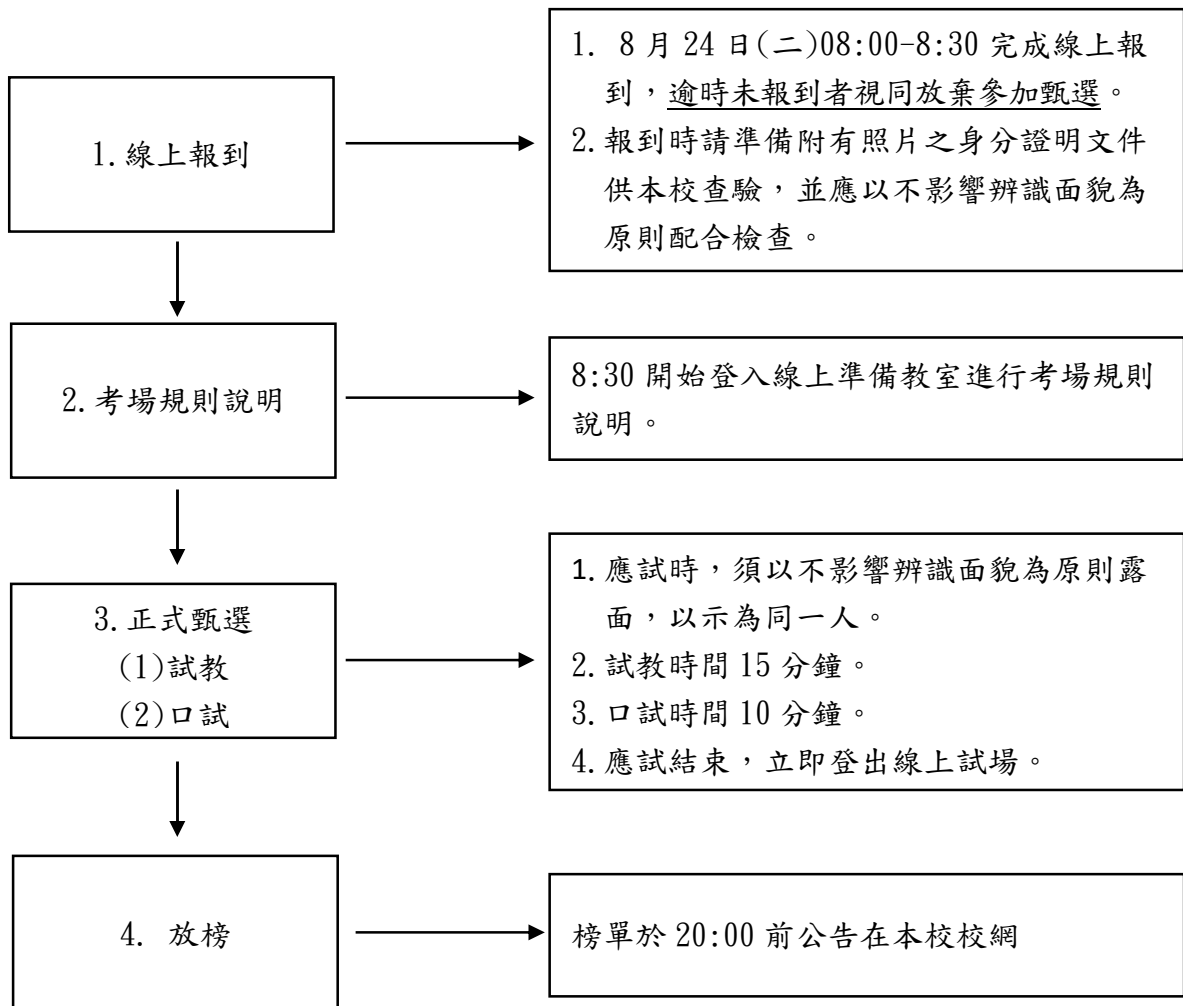 1.線上報到
1. 8月24日(二)08:00-8:30完成線上報
到，逾時未報到者視同放棄參加甄選。
2.報到時請準備附有照片之身分證明文件
供本校查驗，並應以不影響辨識面貌為
原則配合檢查。
2.考場規則說明
8:30開始登入線上準備教室進行考場規則
說明。
3.正式甄選
(1)試教
(2)口試
1.應試時，須以不影響辨識面貌為原則露
面，以示為同一人。
2.試教時間15分鐘。
3.口試時間10分鐘。
4.應試結束，立即登出線上試場。
4. 放榜
榜單於20:00前公告在本校校網